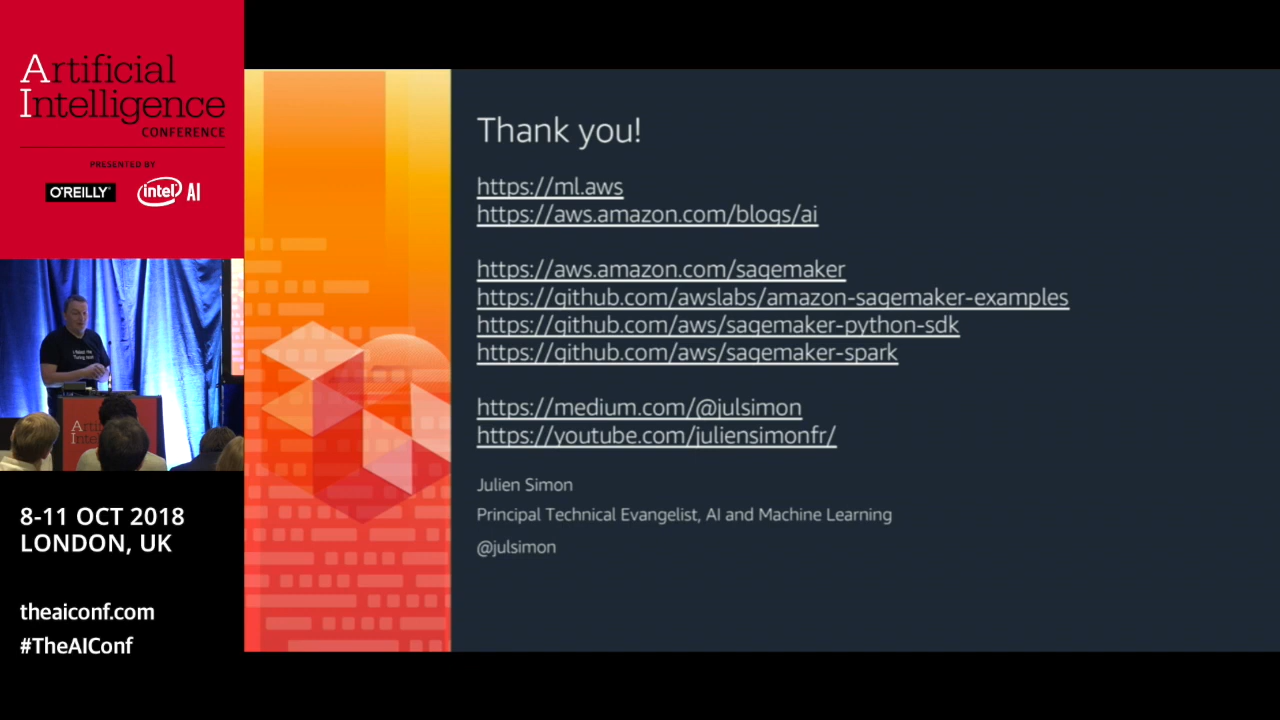 Artificial
Intelligence
CONFERENCE
PRESENTED BY
O'REILLY
intel AI
8-11 OCT 2018
LONDON, UK
theaiconf.com
#TheAIConf
Thank you!
https://ml.aws
https://aws.amazon.com/blogs/ai
https://aws.amazon.com/sagemaker
https://github.com/awslabs/amazon-sagemaker-examples
https://github.com/aws/sagemaker-python-sdk
https://github.com/aws/sagemaker-spark
https://medium.com/@julsimon
https://youtube.com/juliensimonfr/
Julien Simon
Principal Technical Evangelist, AI and Machine Learning
@julsimon